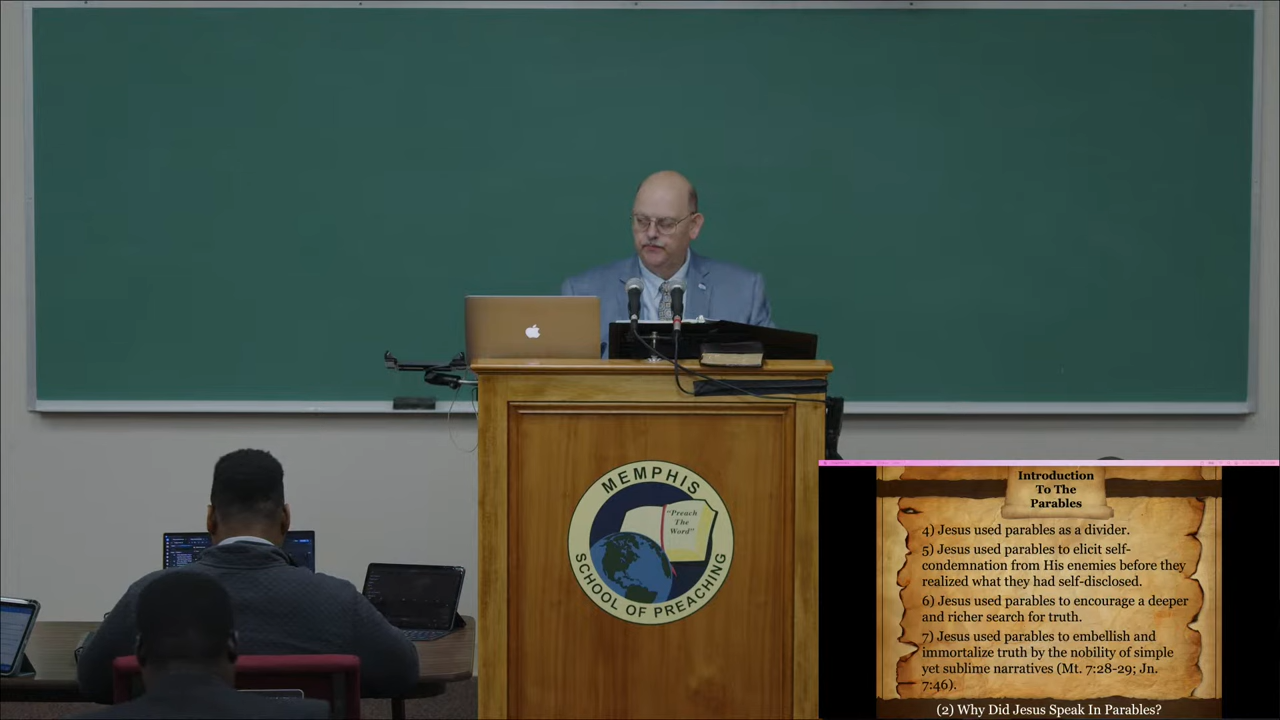 MEMPHIS
"Preach
The
Word"
SCHOOL OF PREACHING
Introduction
To The
Parables
4) Jesus used parables as a divider.
5) Jesus used parables to elicit self-
condemnation from His enemies before they
realized what they had self-disclosed.
6) Jesus used parables to encourage a deeper
and richer search for truth.
7) Jesus used parables to embellish and
immortalize truth by the nobility of simple
yet sublime narratives (Mt. 7:28-29; Jn.
7:46).
(2) Why Did Jesus Speak In Parables?